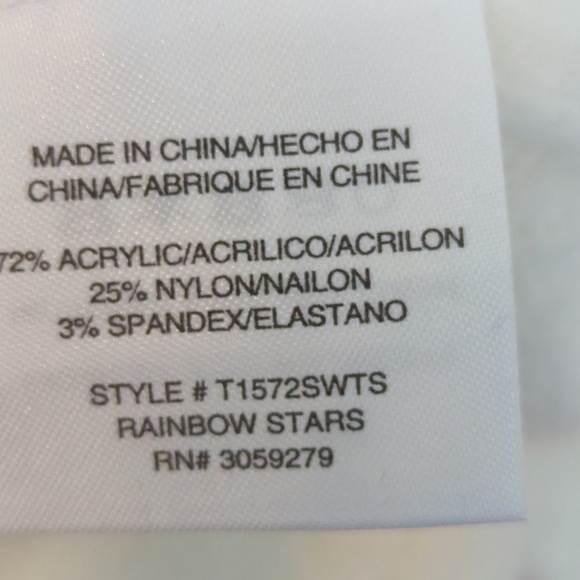 MADE IN CHINA/HECHO EN
CHINA/FABRIQUE EN CHINE
72% ACRYLIC/ACRILICO/ACRILON
25% NYLON/NAILON
3% SPANDEX/ELASTANO
STYLE # T1572SWTS
RAINBOW STARS
RN# 3059279